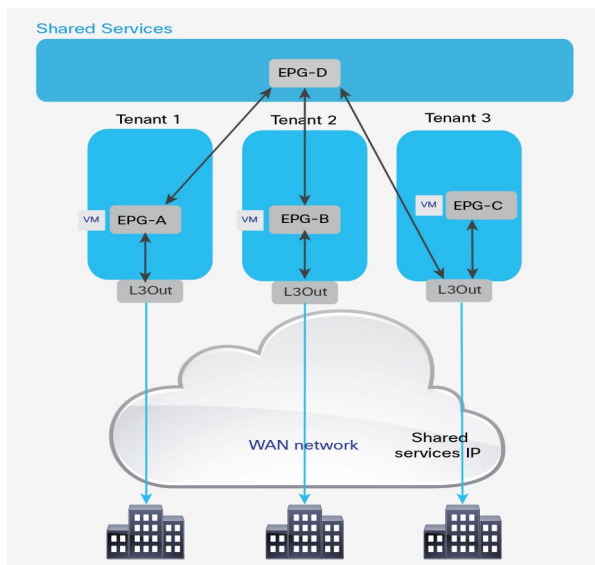 Shared Services
EPG-D
Tenant 1
Tenant 2
Tenant 3
VM
EPG-A
VM
EPG-B
VM
EPG-C
L3Out
L3Out
L3Out
WAN network
Shared
services IP